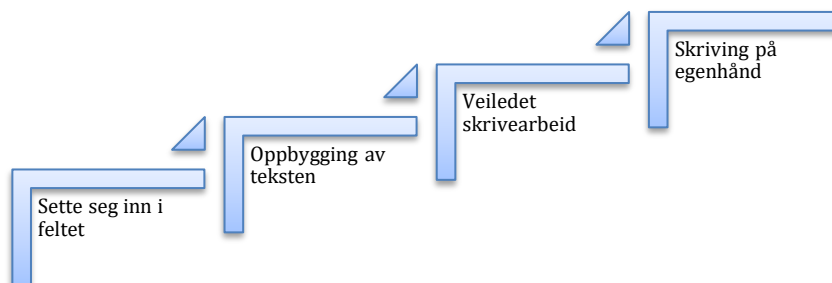 Sette seg inn i
feltet
Oppbygging av
teksten
Veiledet
skrivearbeid
Skriving på
egenhånd